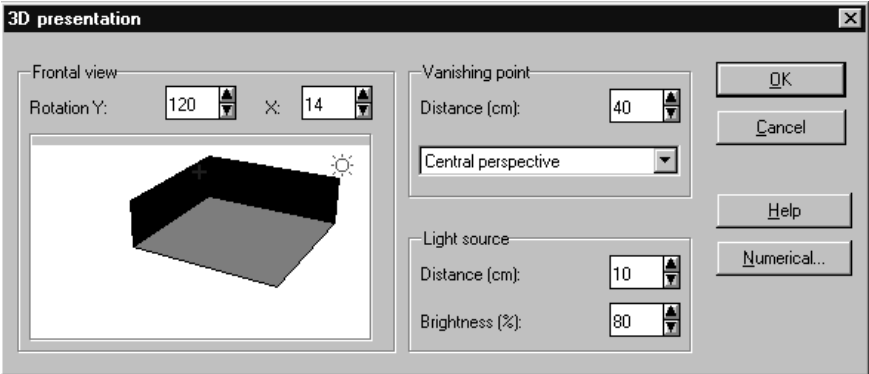 3D presentation
Frontal view
Rotation Y: 120 X: 14
Vanishing point
Distance (cm): 40
Central perspective
Light source
Distance (cm): 10
Brightness (%): 80
OK
Cancel
Help
Numerical...